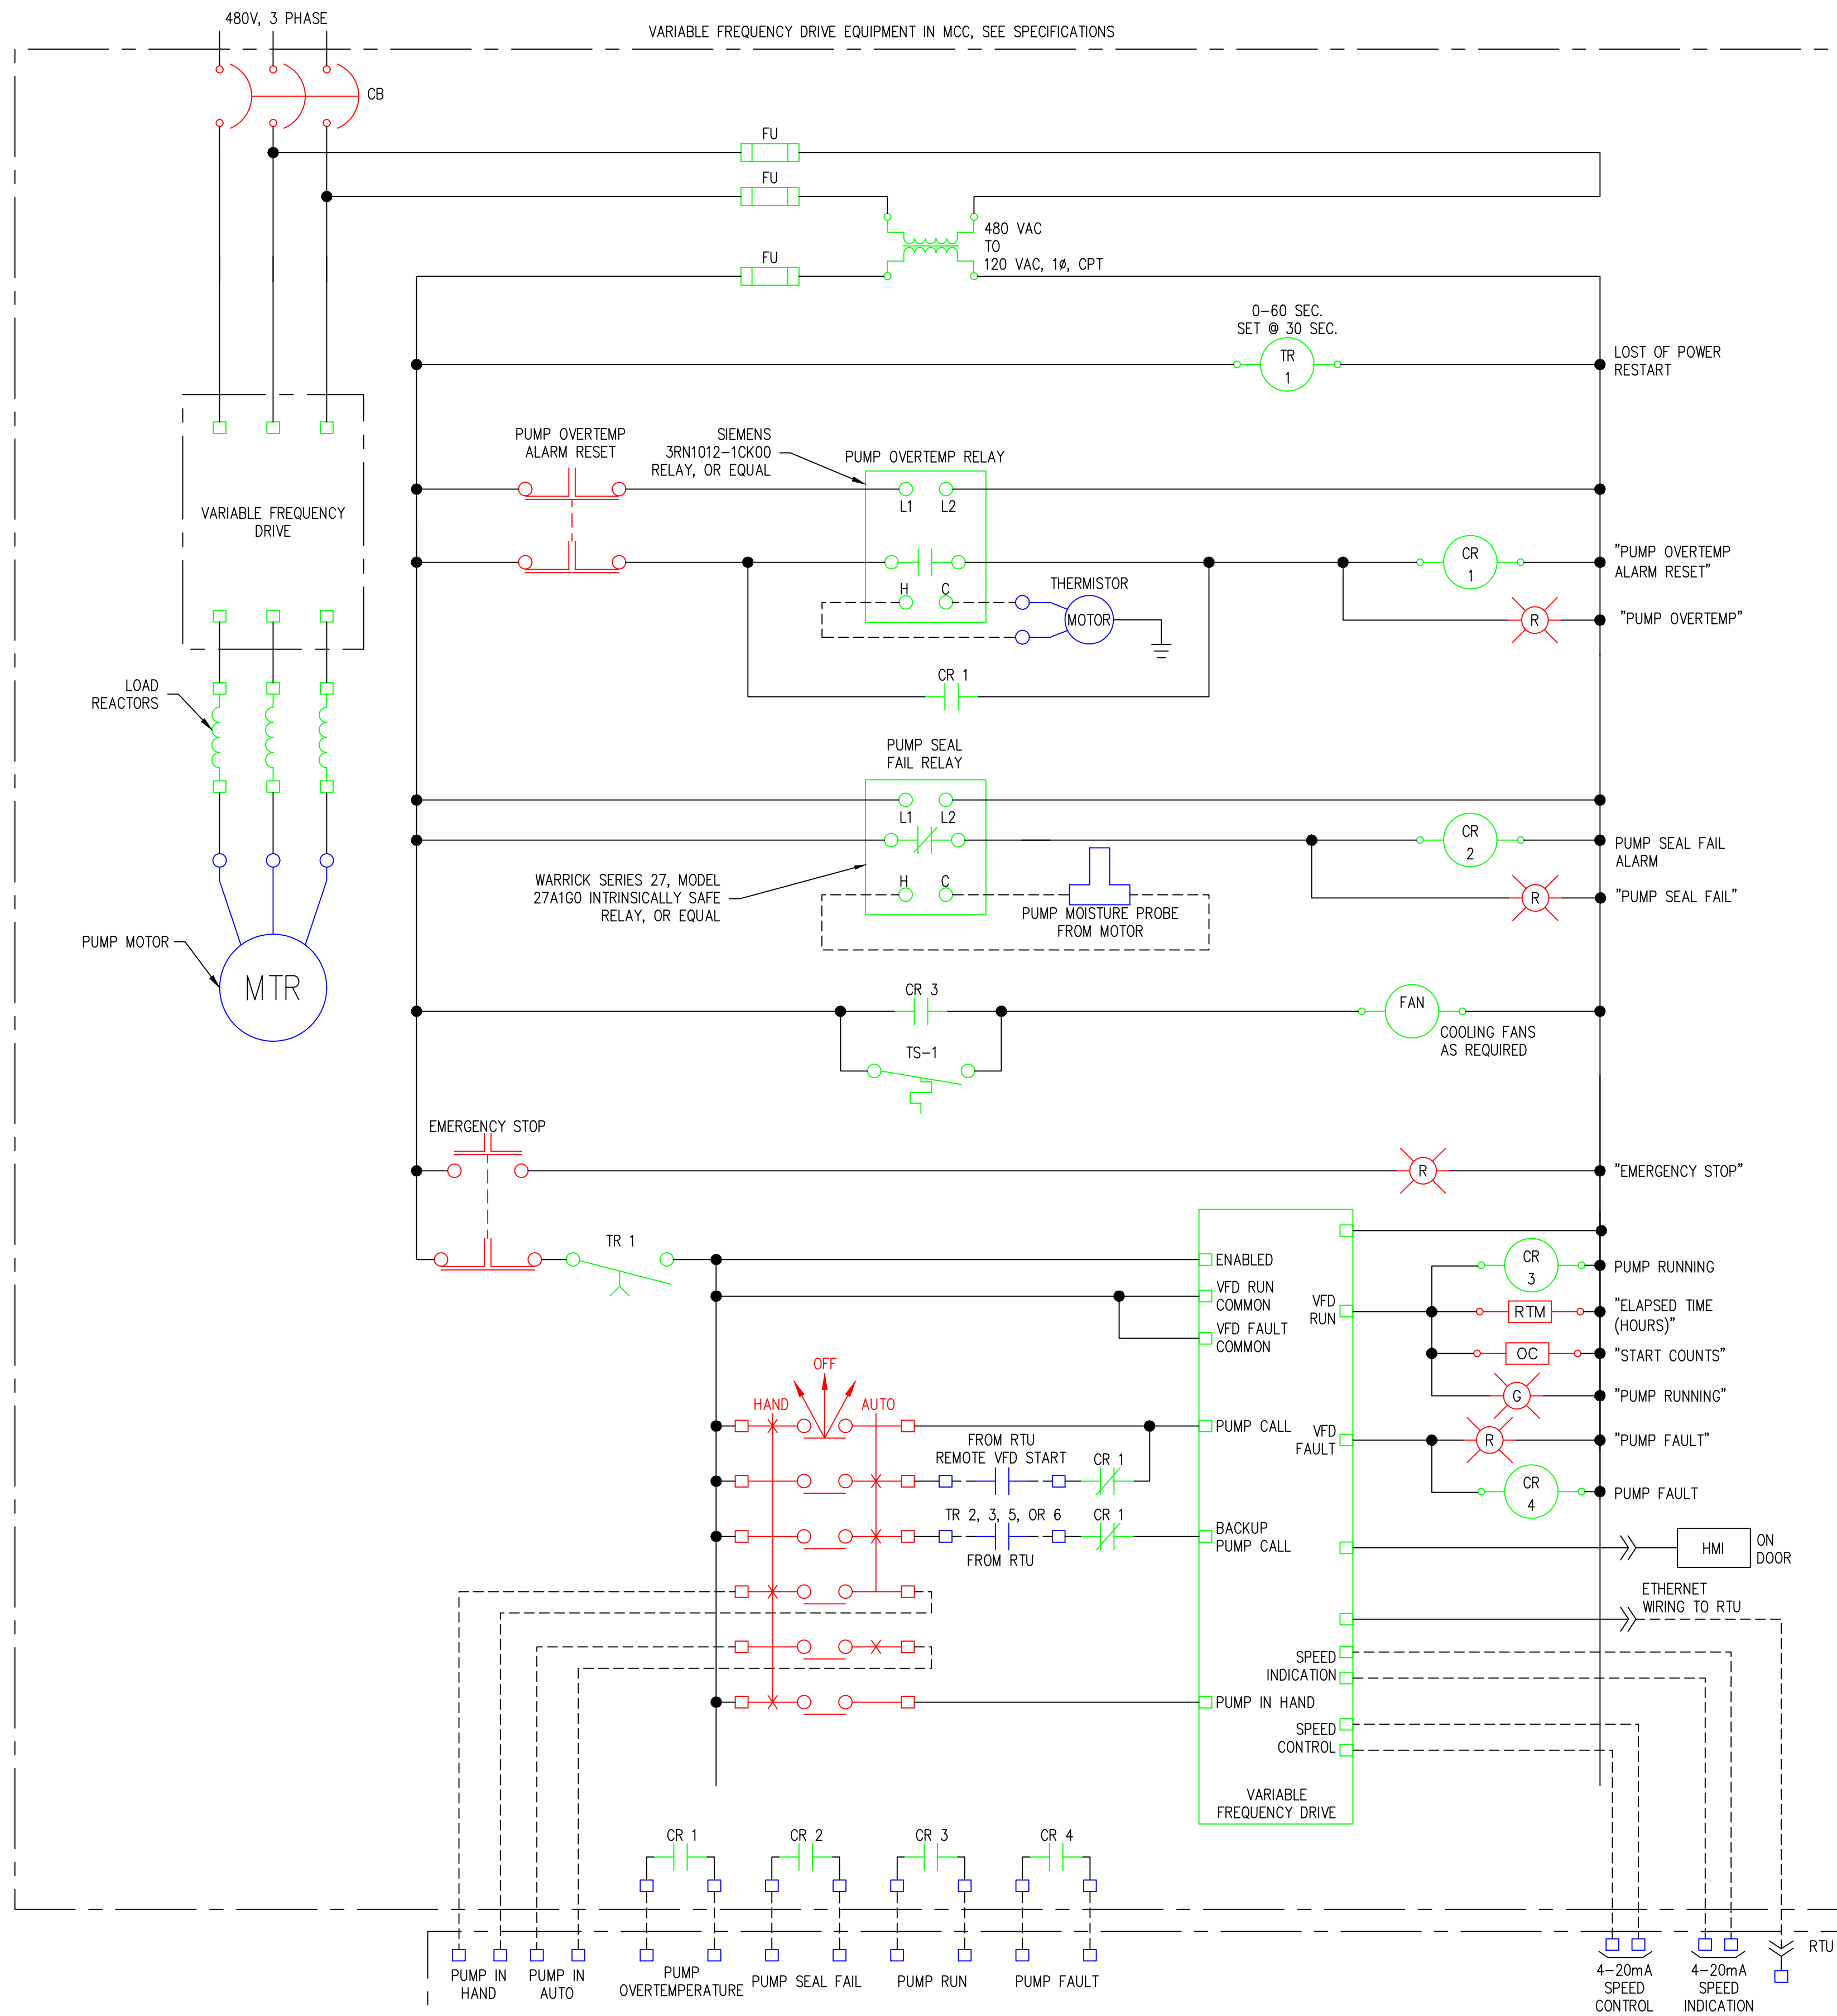 480V, 3 PHASE
VARIABLE FREQUENCY DRIVE EQUIPMENT IN MCC, SEE SPECIFICATIONS
CB
FU
FU
480 VAC
TO
120 VAC, 1ø, CPT
FU
0-60 SEC.
SET @ 30 SEC.
TR
1
LOST OF POWER
RESTART
PUMP OVERTEMP
ALARM RESET
SIEMENS
3RN1012-1CK00
RELAY, OR EQUAL
PUMP OVERTEMP RELAY
L1 L2
VARIABLE FREQUENCY
DRIVE
CR
1
"PUMP OVERTEMP
ALARM RESET"
H C
THERMISTOR
MOTOR
R
"PUMP OVERTEMP"
CR 1
LOAD
REACTORS
PUMP SEAL
FAIL RELAY
L1 L2
CR
2
PUMP SEAL FAIL
ALARM
WARRICK SERIES 27, MODEL
27A1G0 INTRINSICALLY SAFE
RELAY, OR EQUAL
H C
PUMP MOISTURE PROBE
FROM MOTOR
R
"PUMP SEAL FAIL"
PUMP MOTOR
MTR
CR 3
FAN
COOLING FANS
AS REQUIRED
TS-1
EMERGENCY STOP
R
"EMERGENCY STOP"
TR 1
ENABLED
VFD RUN
COMMON
VFD FAULT
COMMON
VFD
RUN
CR
3
PUMP RUNNING
RTM
"ELAPSED TIME
(HOURS)"
OC
"START COUNTS"
G
"PUMP RUNNING"
OFF
HAND
AUTO
PUMP CALL
VFD
FAULT
R
"PUMP FAULT"
FROM RTU
REMOTE VFD START
CR 1
CR
4
PUMP FAULT
TR 2, 3, 5, OR 6
CR 1
FROM RTU
BACKUP
PUMP CALL
HMI
ON
DOOR
ETHERNET
WIRING TO RTU
SPEED
INDICATION
PUMP IN HAND
SPEED
CONTROL
VARIABLE
FREQUENCY DRIVE
CR 1
CR 2
CR 3
CR 4
PUMP IN
HAND
PUMP IN
AUTO
PUMP
OVERTEMPERATURE
PUMP SEAL FAIL
PUMP RUN
PUMP FAULT
4-20mA
SPEED
CONTROL
4-20mA
SPEED
INDICATION
RTU